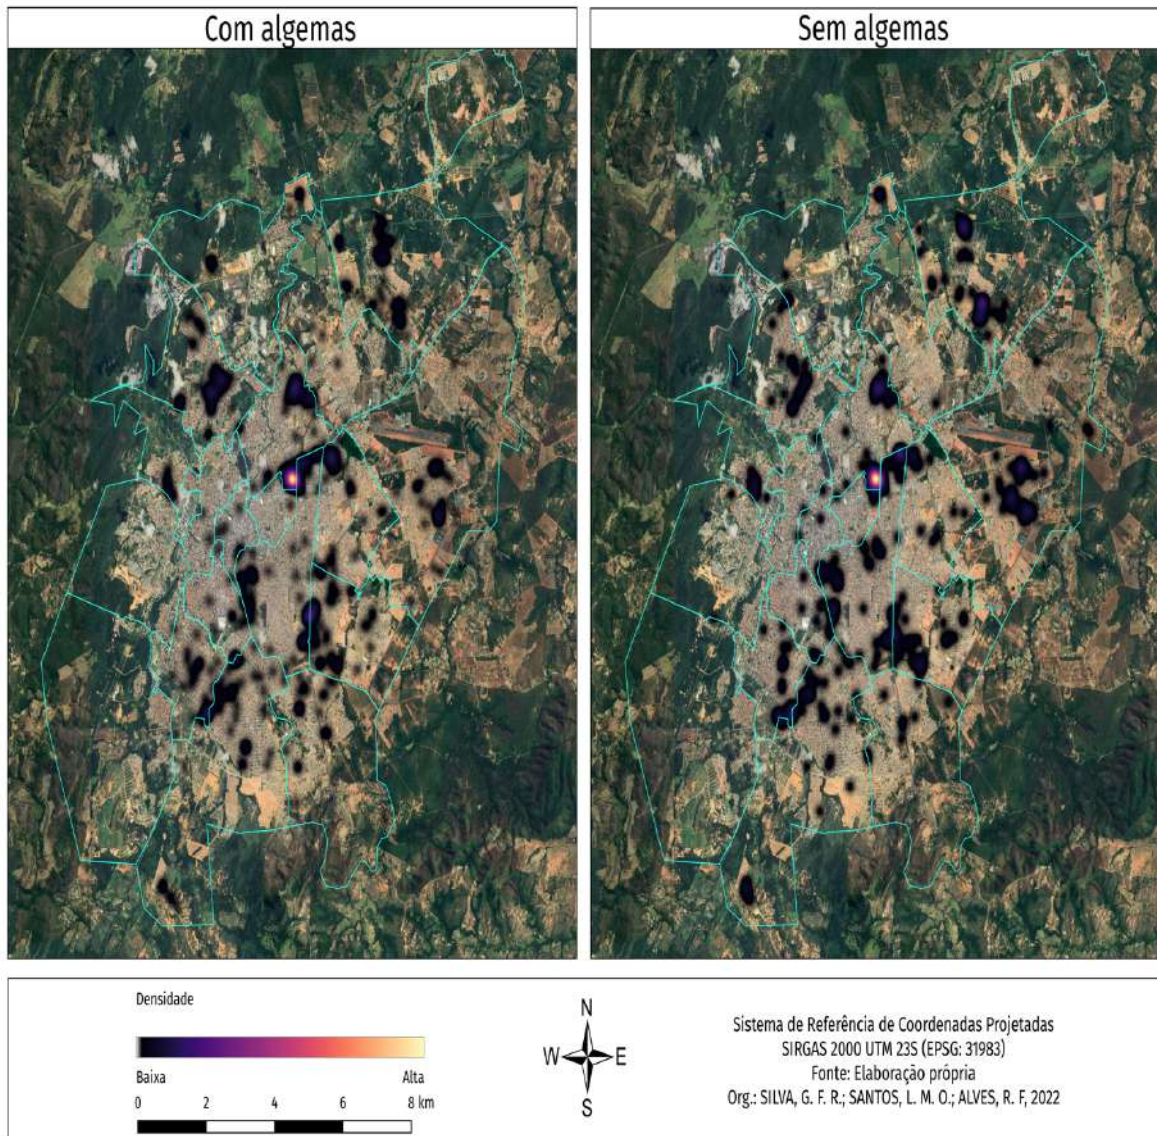 Com algemas
Sem algemas
Densidade
Baixa
Alta
0
2
4
6
8 km
N
W
E
S
Sistema de Referência de Coordenadas Projetadas
SIRGAS 2000 UTM 23S (EPSG: 31983)
Fonte: Elaboração própria
Org.: SILVA, G. F. R.; SANTOS, L. M. O.; ALVES, R. F, 2022